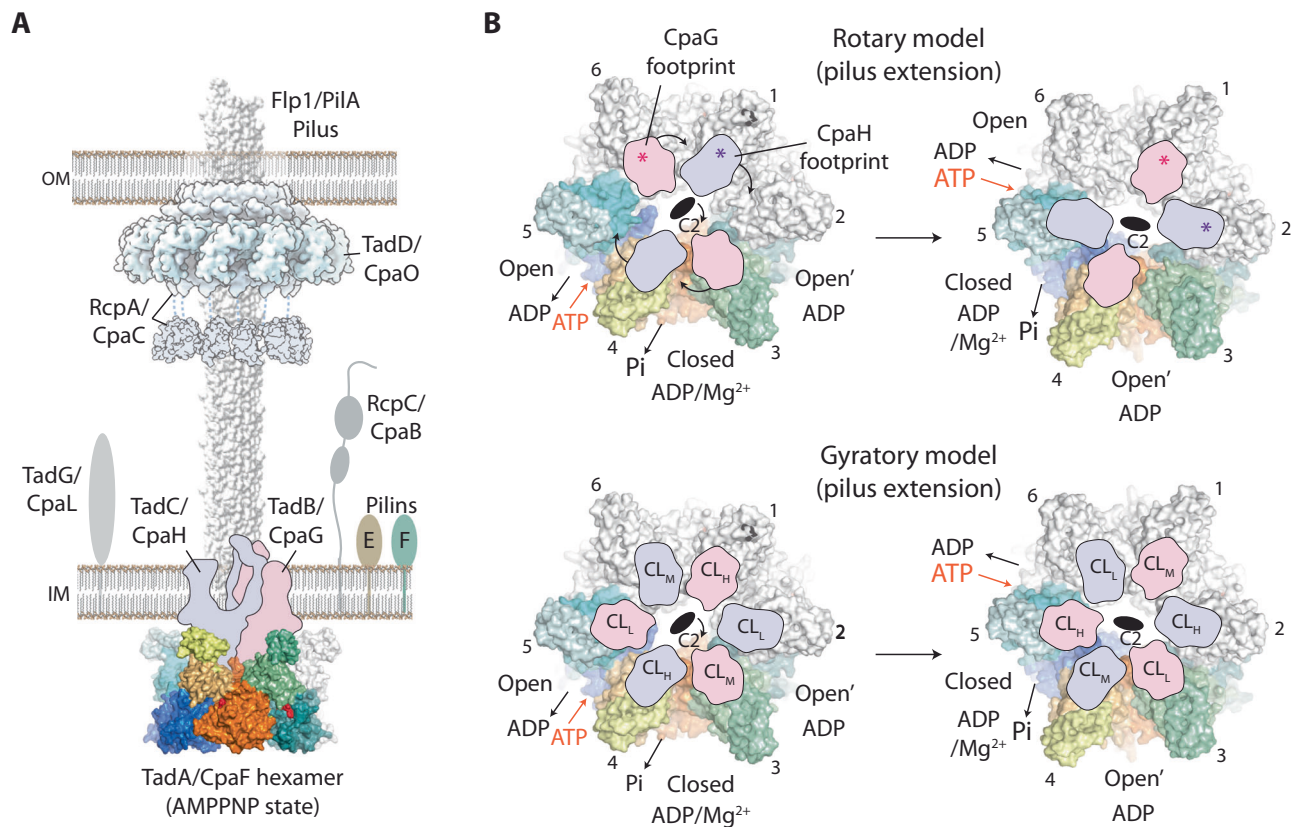 A
Flp1/PilA
Pilus
OM
TadD/
CpaO
RcpA/
CpaC
RcpC/
CpaB
TadG/
CpaL
TadC/
CpaH
TadB/
CpaG
Pilins
E
F
IM
TadA/CpaF hexamer
(AMPPNP state)
B
CpaG
footprint
Rotary model
(pilus extension)
6
1
*
*
CpaH
footprint
C2
5
2
Open
ADP
ATP
Open'
ADP
4
Pi
Closed
ADP/Mg2+
3
6
1
Open
ADP
ATP
*
*
C2
5
2
Closed
ADP
/Mg2+
Pi
4
3
Open'
ADP
Gyratory model
(pilus extension)
6
1
CLM
CLH
CLL
CLL
C2
5
2
CLH
CLM
Open
ADP
ATP
Open'
ADP
4
3
Pi
Closed
ADP/Mg2+
6
1
ADP
ATP
CLL
CLM
CLH
CLH
C2
5
2
CLM
CLL
Closed
ADP
/Mg2+
Pi
4
3
Open'
ADP